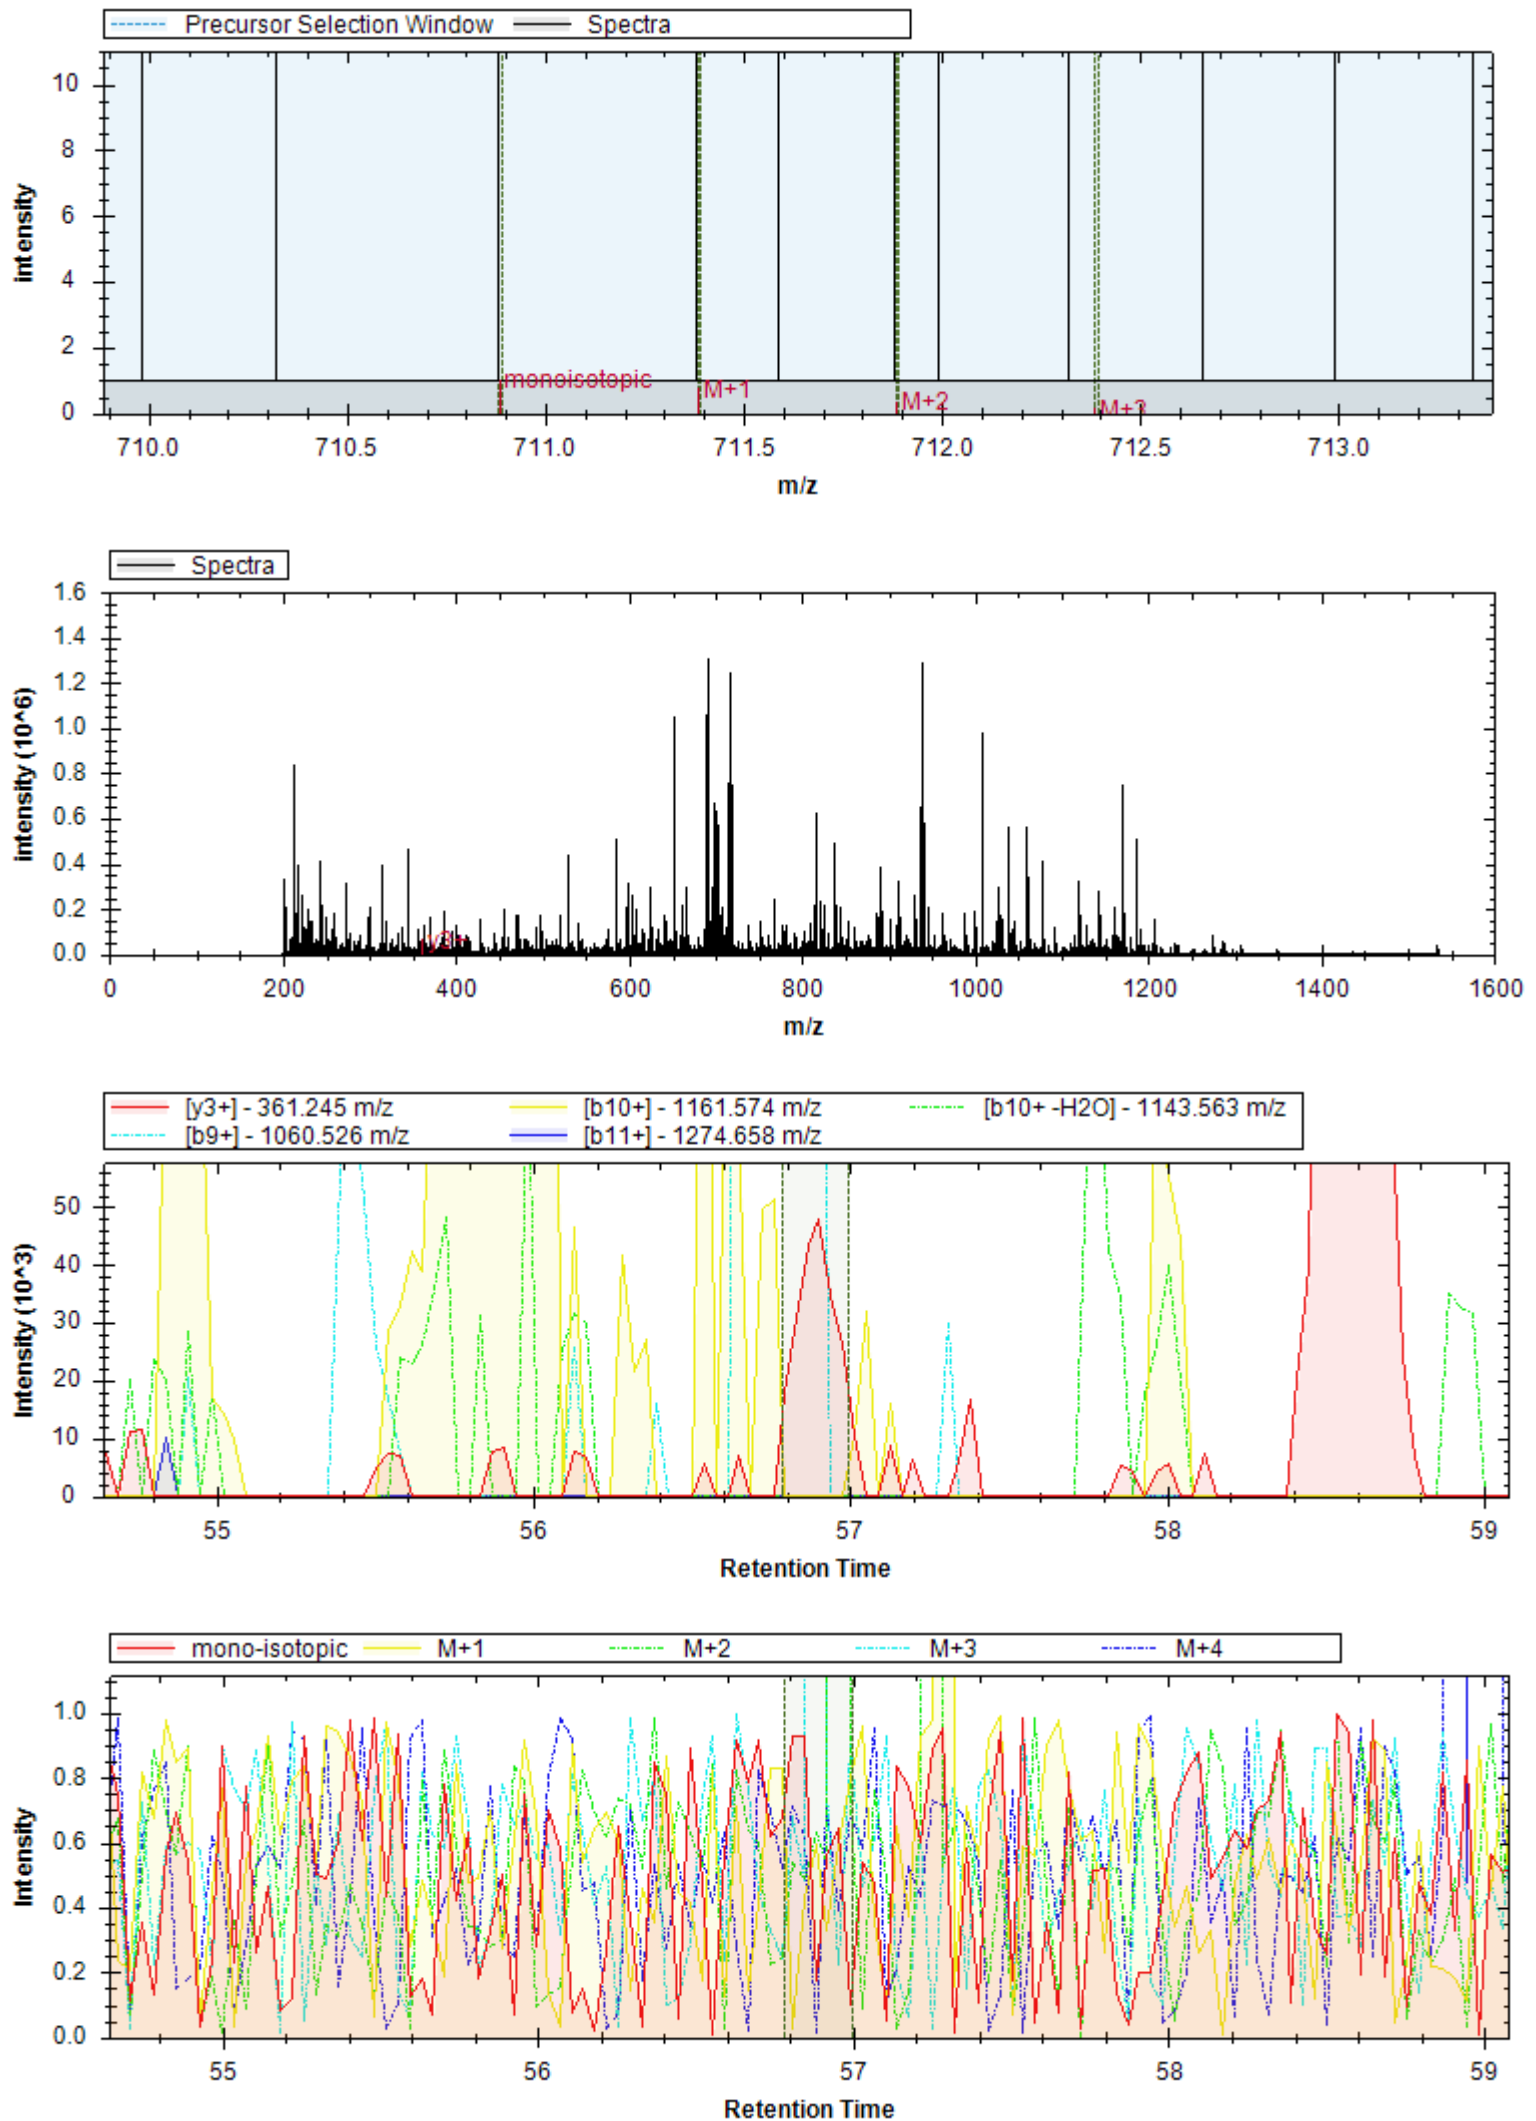 Precursor Selection Window Spectra
10
8
6
4
2
0
intensity
monoisotopic M+1 M+2 M+3
710.0 710.5 711.0 711.5 712.0 712.5 713.0
m/z
Spectra
1.6
1.4
1.2
1.0
0.8
0.6
0.4
0.2
0.0
intensity (10^6)
y3+
0 200 400 600 800 1000 1200 1400 1600
m/z
[y3+] - 361.245 m/z [b10+] - 1161.574 m/z [b10+ -H2O] - 1143.563 m/z
[b9+] - 1060.526 m/z [b11+] - 1274.658 m/z
50
40
30
20
10
0
Intensity (10^3)
55 56 57 58 59
Retention Time
mono-isotopic M+1 M+2 M+3 M+4
1.0
0.8
0.6
0.4
0.2
0.0
Intensity
55 56 57 58 59
Retention Time